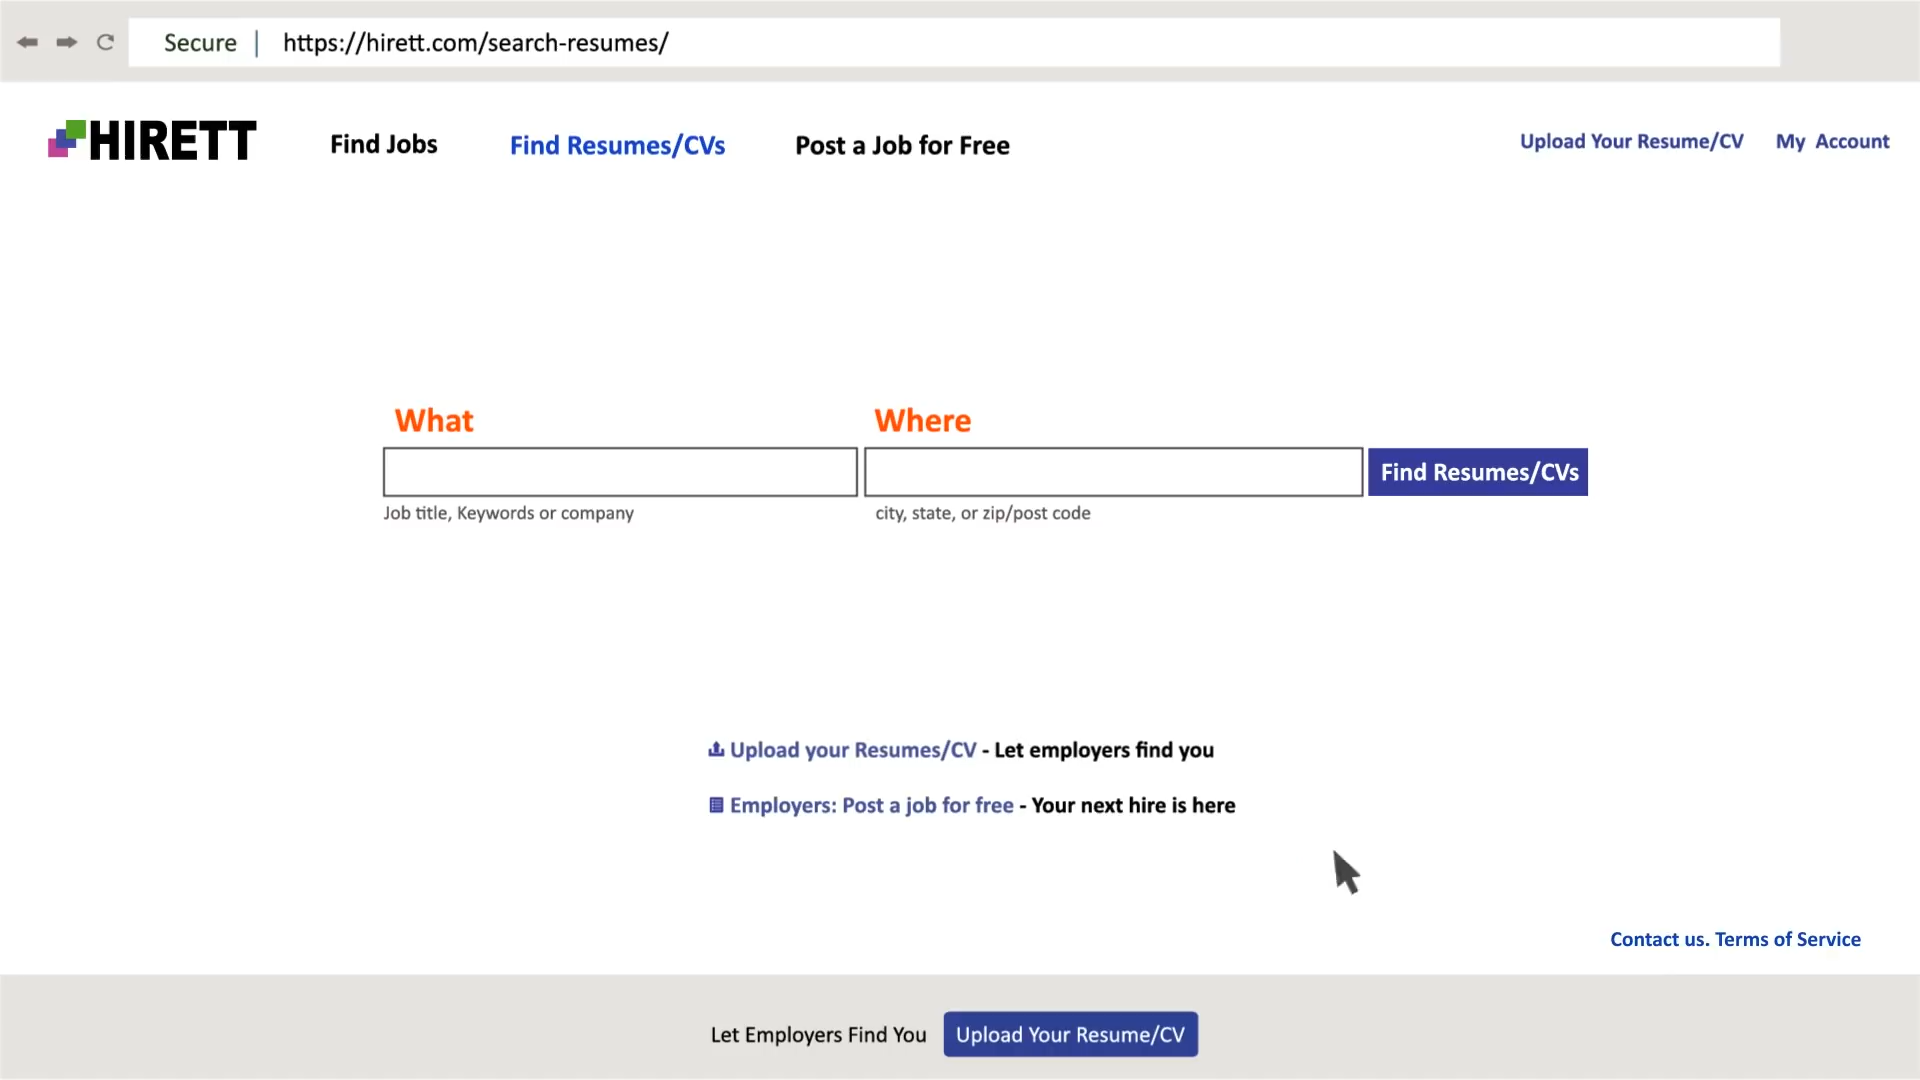 Secure | https://hirett.com/search-resumes/
HIRETT Find Jobs Find Resumes/CVs Post a Job for Free Upload Your Resume/CV My Account
What Where
Find Resumes/CVs
Job title, Keywords or company city, state, or zip/post code
Upload your Resumes/CV - Let employers find you
Employers: Post a job for free - Your next hire is here
Contact us. Terms of Service
Let Employers Find You Upload Your Resume/CV